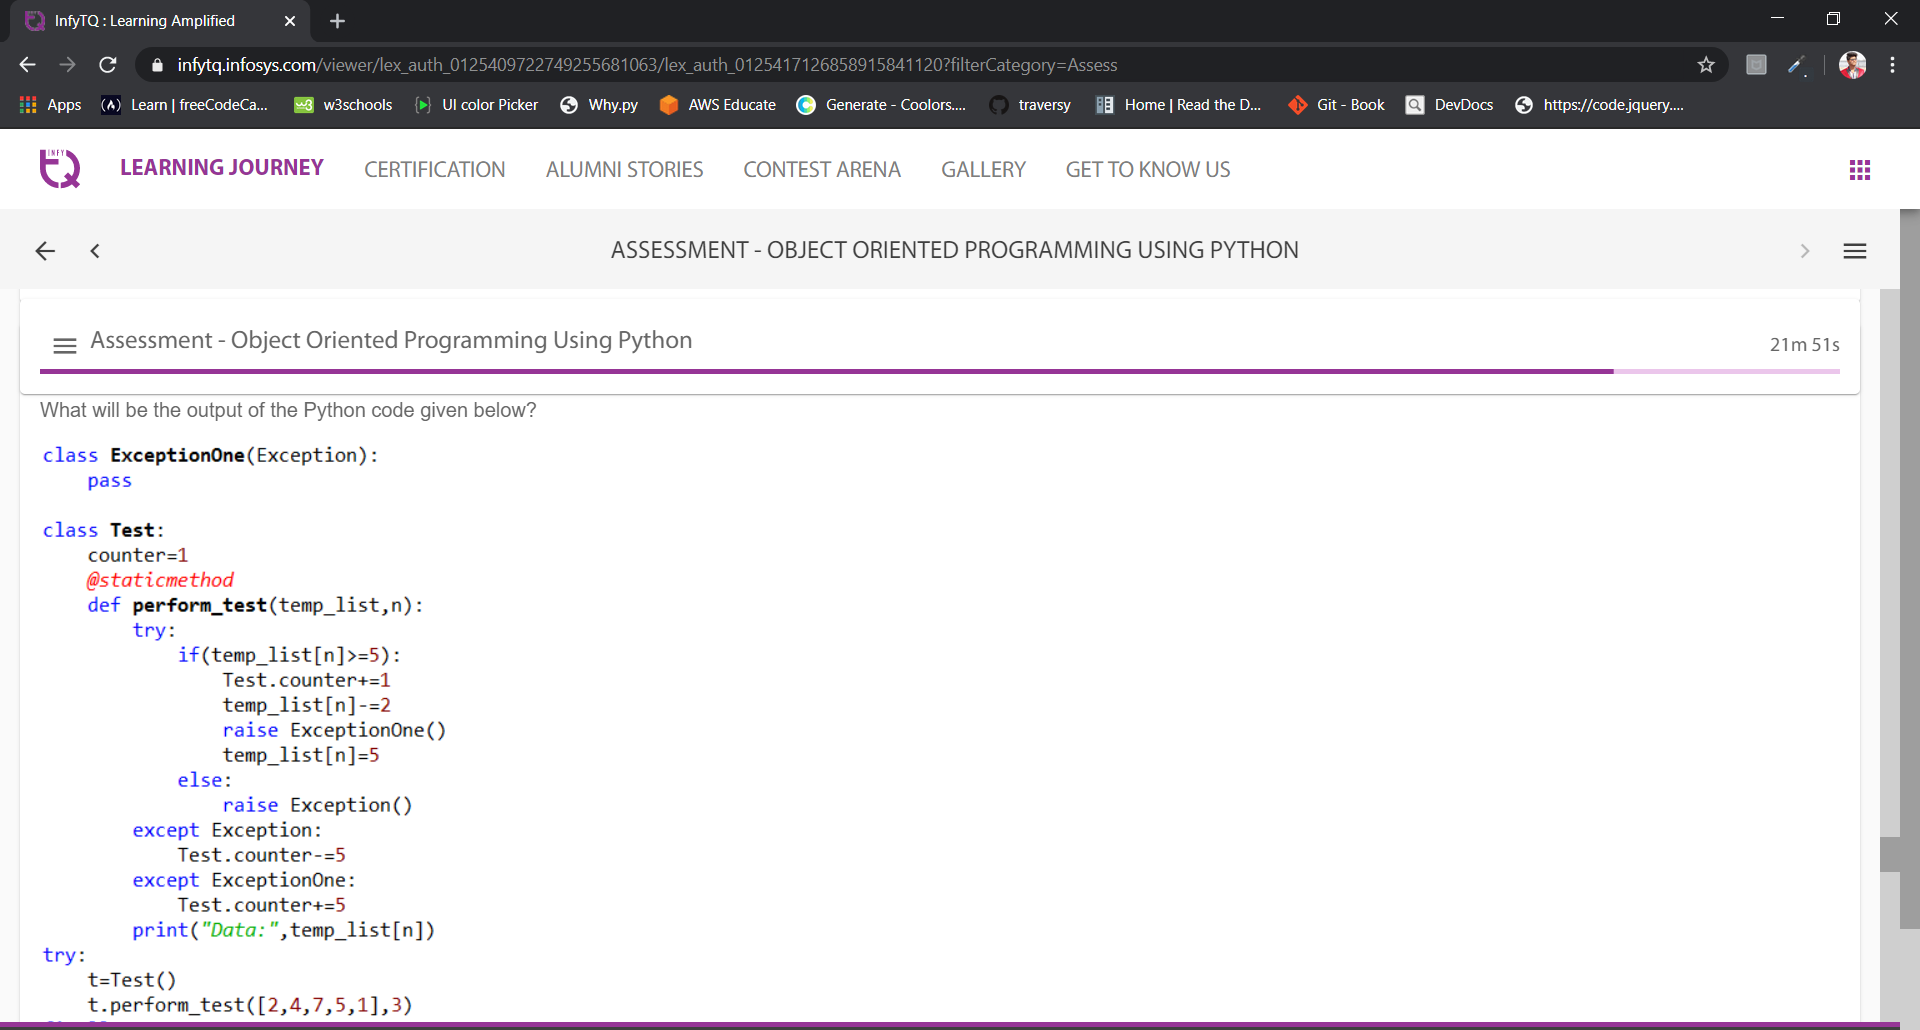 InfyTQ : Learning Amplified
infytq.infosys.com/viewer/lex_auth_0125409722749255681063/lex_auth_0125417126858915841120?filterCategory=Assess
Apps Learn | freeCodeCa... w3schools UI color Picker Why.py AWS Educate Generate - Coolors.... traversy Home | Read the D... Git - Book DevDocs https://code.jquery....
INFY TQ LEARNING JOURNEY CERTIFICATION ALUMNI STORIES CONTEST ARENA GALLERY GET TO KNOW US
ASSESSMENT - OBJECT ORIENTED PROGRAMMING USING PYTHON
Assessment - Object Oriented Programming Using Python
21m 51s
What will be the output of the Python code given below?
class ExceptionOne(Exception):
    pass
class Test:
    counter=1
    @staticmethod
    def perform_test(temp_list,n):
        try:
            if(temp_list[n]>=5):
                Test.counter+=1
                temp_list[n]-=2
                raise ExceptionOne()
                temp_list[n]=5
            else:
                raise Exception()
        except Exception:
            Test.counter-=5
        except ExceptionOne:
            Test.counter+=5
        print("Data:",temp_list[n])
try:
    t=Test()
    t.perform_test([2,4,7,5,1],3)